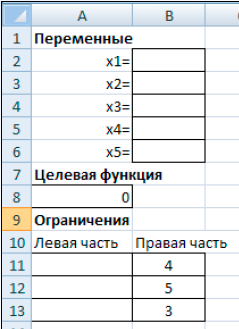 A B
1 Переменные
2 x1=
3 x2=
4 x3=
5 x4=
6 x5=
7 Целевая функция
8 0
9 Ограничения
10 Левая часть Правая часть
11 4
12 5
13 3